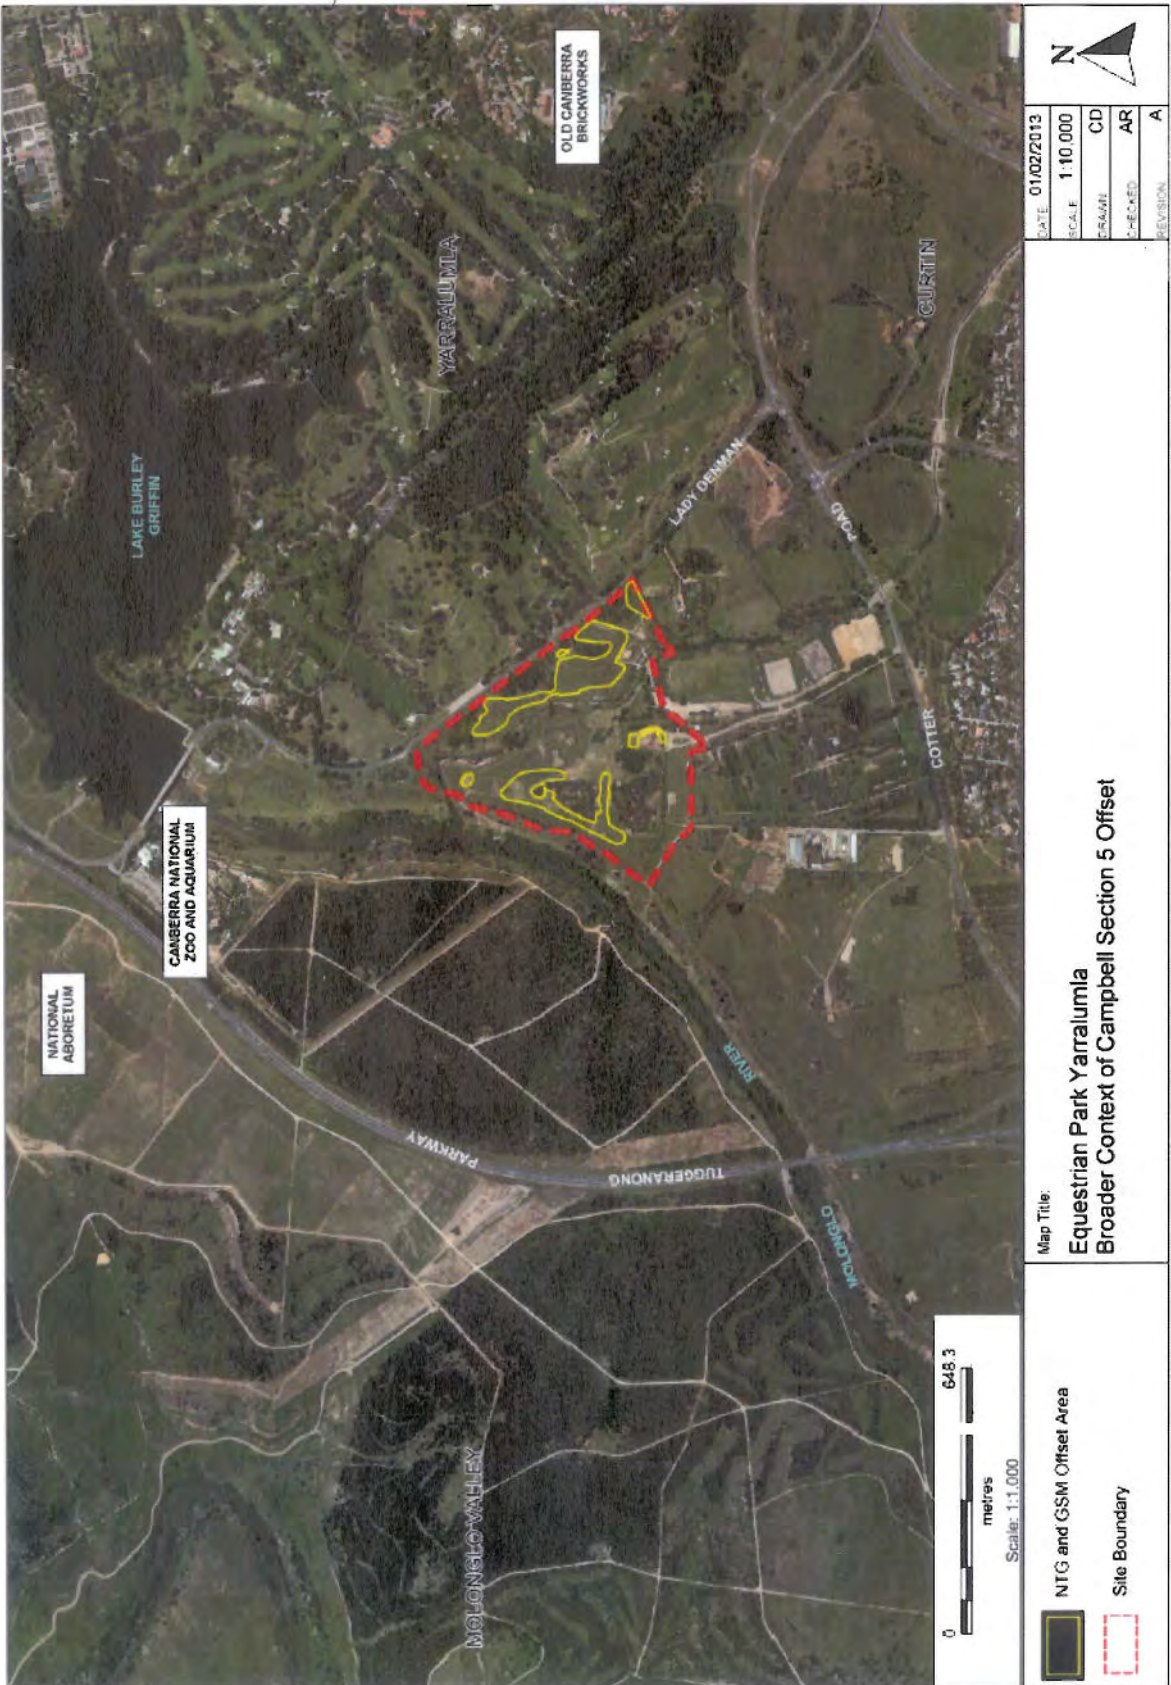 NATIONAL
ABORETUM
CANBERRA NATIONAL
ZOO AND AQUARIUM
LAKE BURLEY
GRIFFIN
OLD CANBERRA
BRICKWORKS
YARRALUMLA
CURTIN
LADY DENMAN
COTTER
ROAD
TUGGERANONG
PARKWAY
MOLONGLO
RIVER
MOLONGLO VALLEY
0
648.3
metres
Scale: 1:1,000
NTG and GSM Offset Area
Site Boundary
Map Title:
Equestrian Park Yarralumla
Broader Context of Campbell Section 5 Offset
DATE 01/02/2013
SCALE 1:10,000
DRAWN CD
CHECKED AR
REVISION A
N